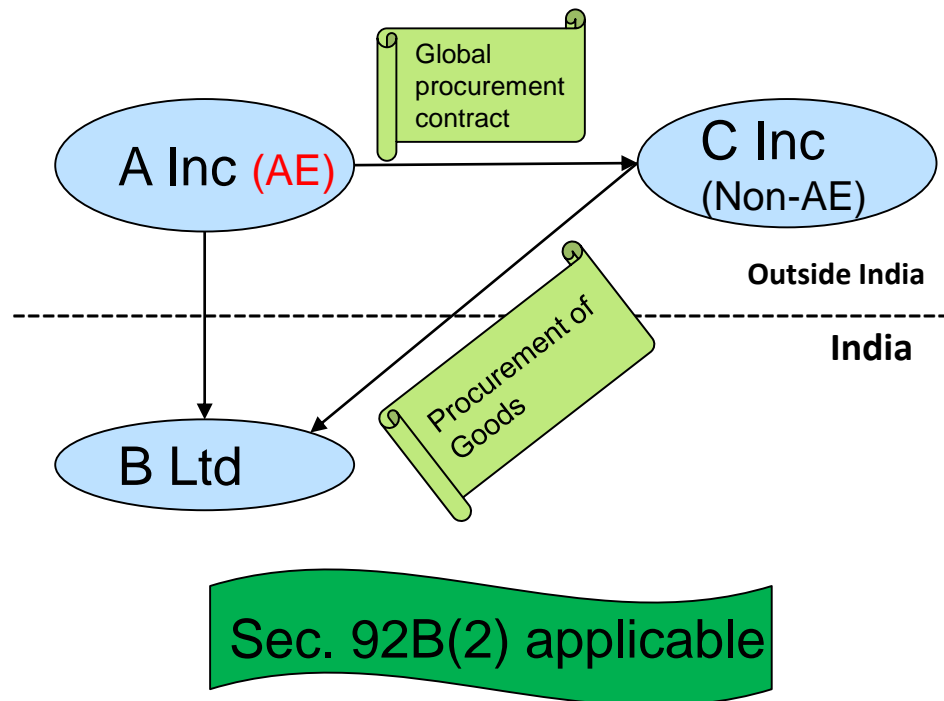 Global
procurement
contract
A Inc (AE)
C Inc
(Non-AE)
Outside India
India
Procurement of
Goods
B Ltd
Sec. 92B(2) applicable